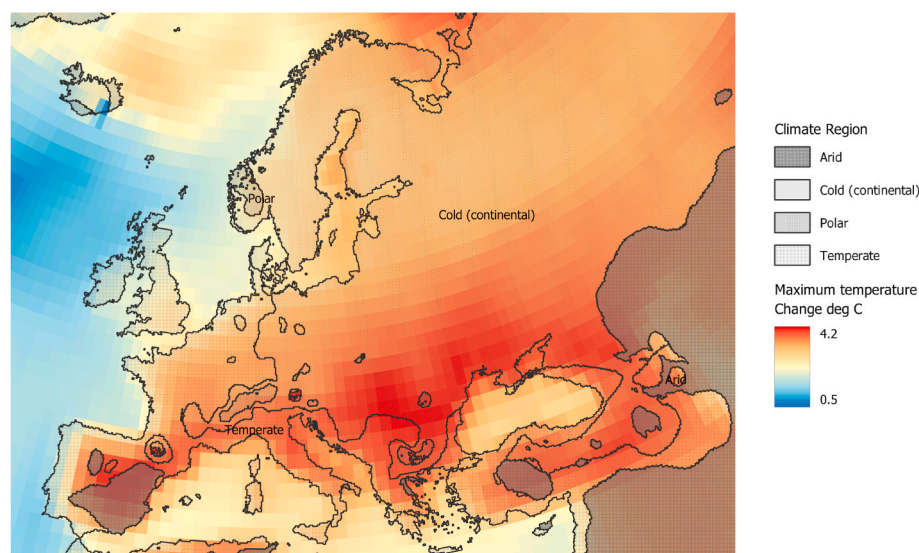 Polar
Cold (continental)
Arid
Temperate
Climate Region
Arid
Cold (continental)
Polar
Temperate
Maximum temperature
Change deg C
4.2
0.5